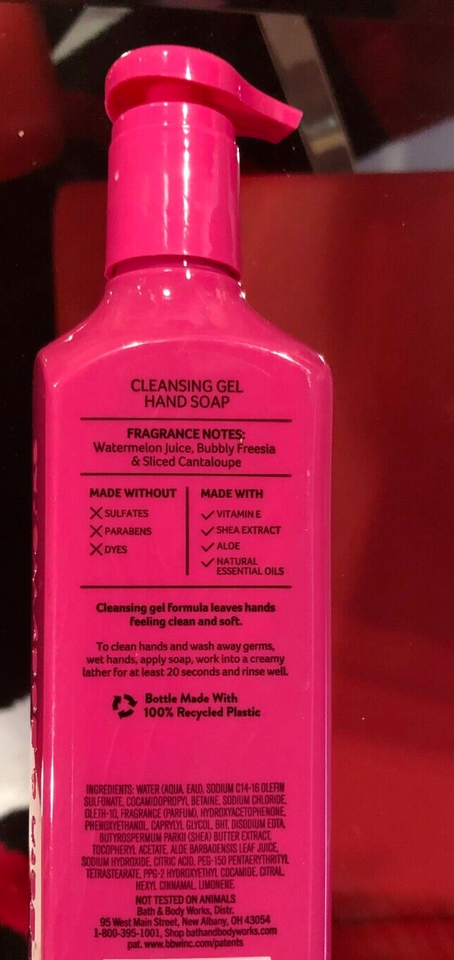 CLEANSING GEL
HAND SOAP
FRAGRANCE NOTES:
Watermelon Juice, Bubbly Freesia
& Sliced Cantaloupe
MADE WITHOUT
SULFATES
PARABENS
DYES
MADE WITH
VITAMIN E
SHEA EXTRACT
ALOE
NATURAL
ESSENTIAL OILS
Cleansing gel formula leaves hands
feeling clean and soft.
To clean hands and wash away germs,
wet hands, apply soap, work into a creamy
lather for at least 20 seconds and rinse well.
Bottle Made With
100% Recycled Plastic
INGREDIENTS: WATER (AQUA, EAU), SODIUM C14-16 OLEFIN
SULFONATE, COCAMIDOPROPYL BETAINE, SODIUM CHLORIDE,
OLETH-10, FRAGRANCE (PARFUM), HYDROXYACETOPHENONE,
PHENOXYETHANOL, CAPRYLYL GLYCOL, BHT, DISODIUM EDTA,
BUTYROSPERMUM PARKII (SHEA) BUTTER EXTRACT,
TOCOPHERYL ACETATE, ALOE BARBADENSIS LEAF JUICE,
SODIUM HYDROXIDE, CITRIC ACID, PEG-150 PENTAERYTHRITYL
TETRASTEARATE, PPG-2 HYDROXYETHYL COCAMIDE, CITRAL,
HEXYL CINNAMAL, LIMONENE.
NOT TESTED ON ANIMALS
Bath & Body Works, Distr.
95 West Main Street, New Albany, OH 43054
1-800-395-1001, Shop bathandbodyworks.com
pat. www.bbwinc.com/patents